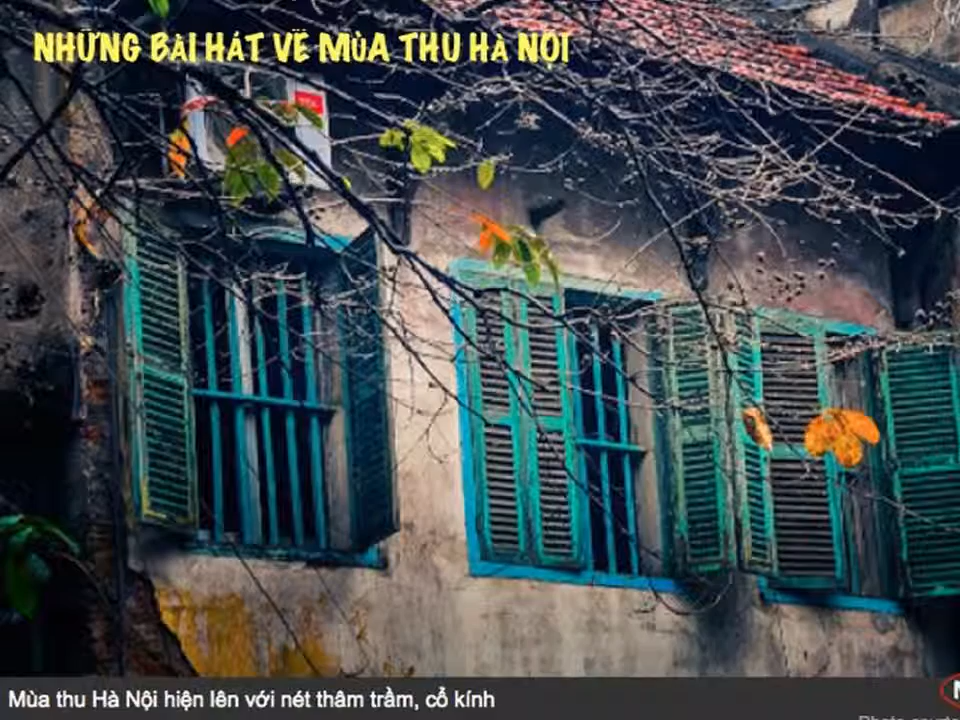 NHỮNG BÀI HÁT VỀ MÙA THU HÀ NỘI
Mùa thu Hà Nội hiện lên với nét thâm trầm, cổ kính